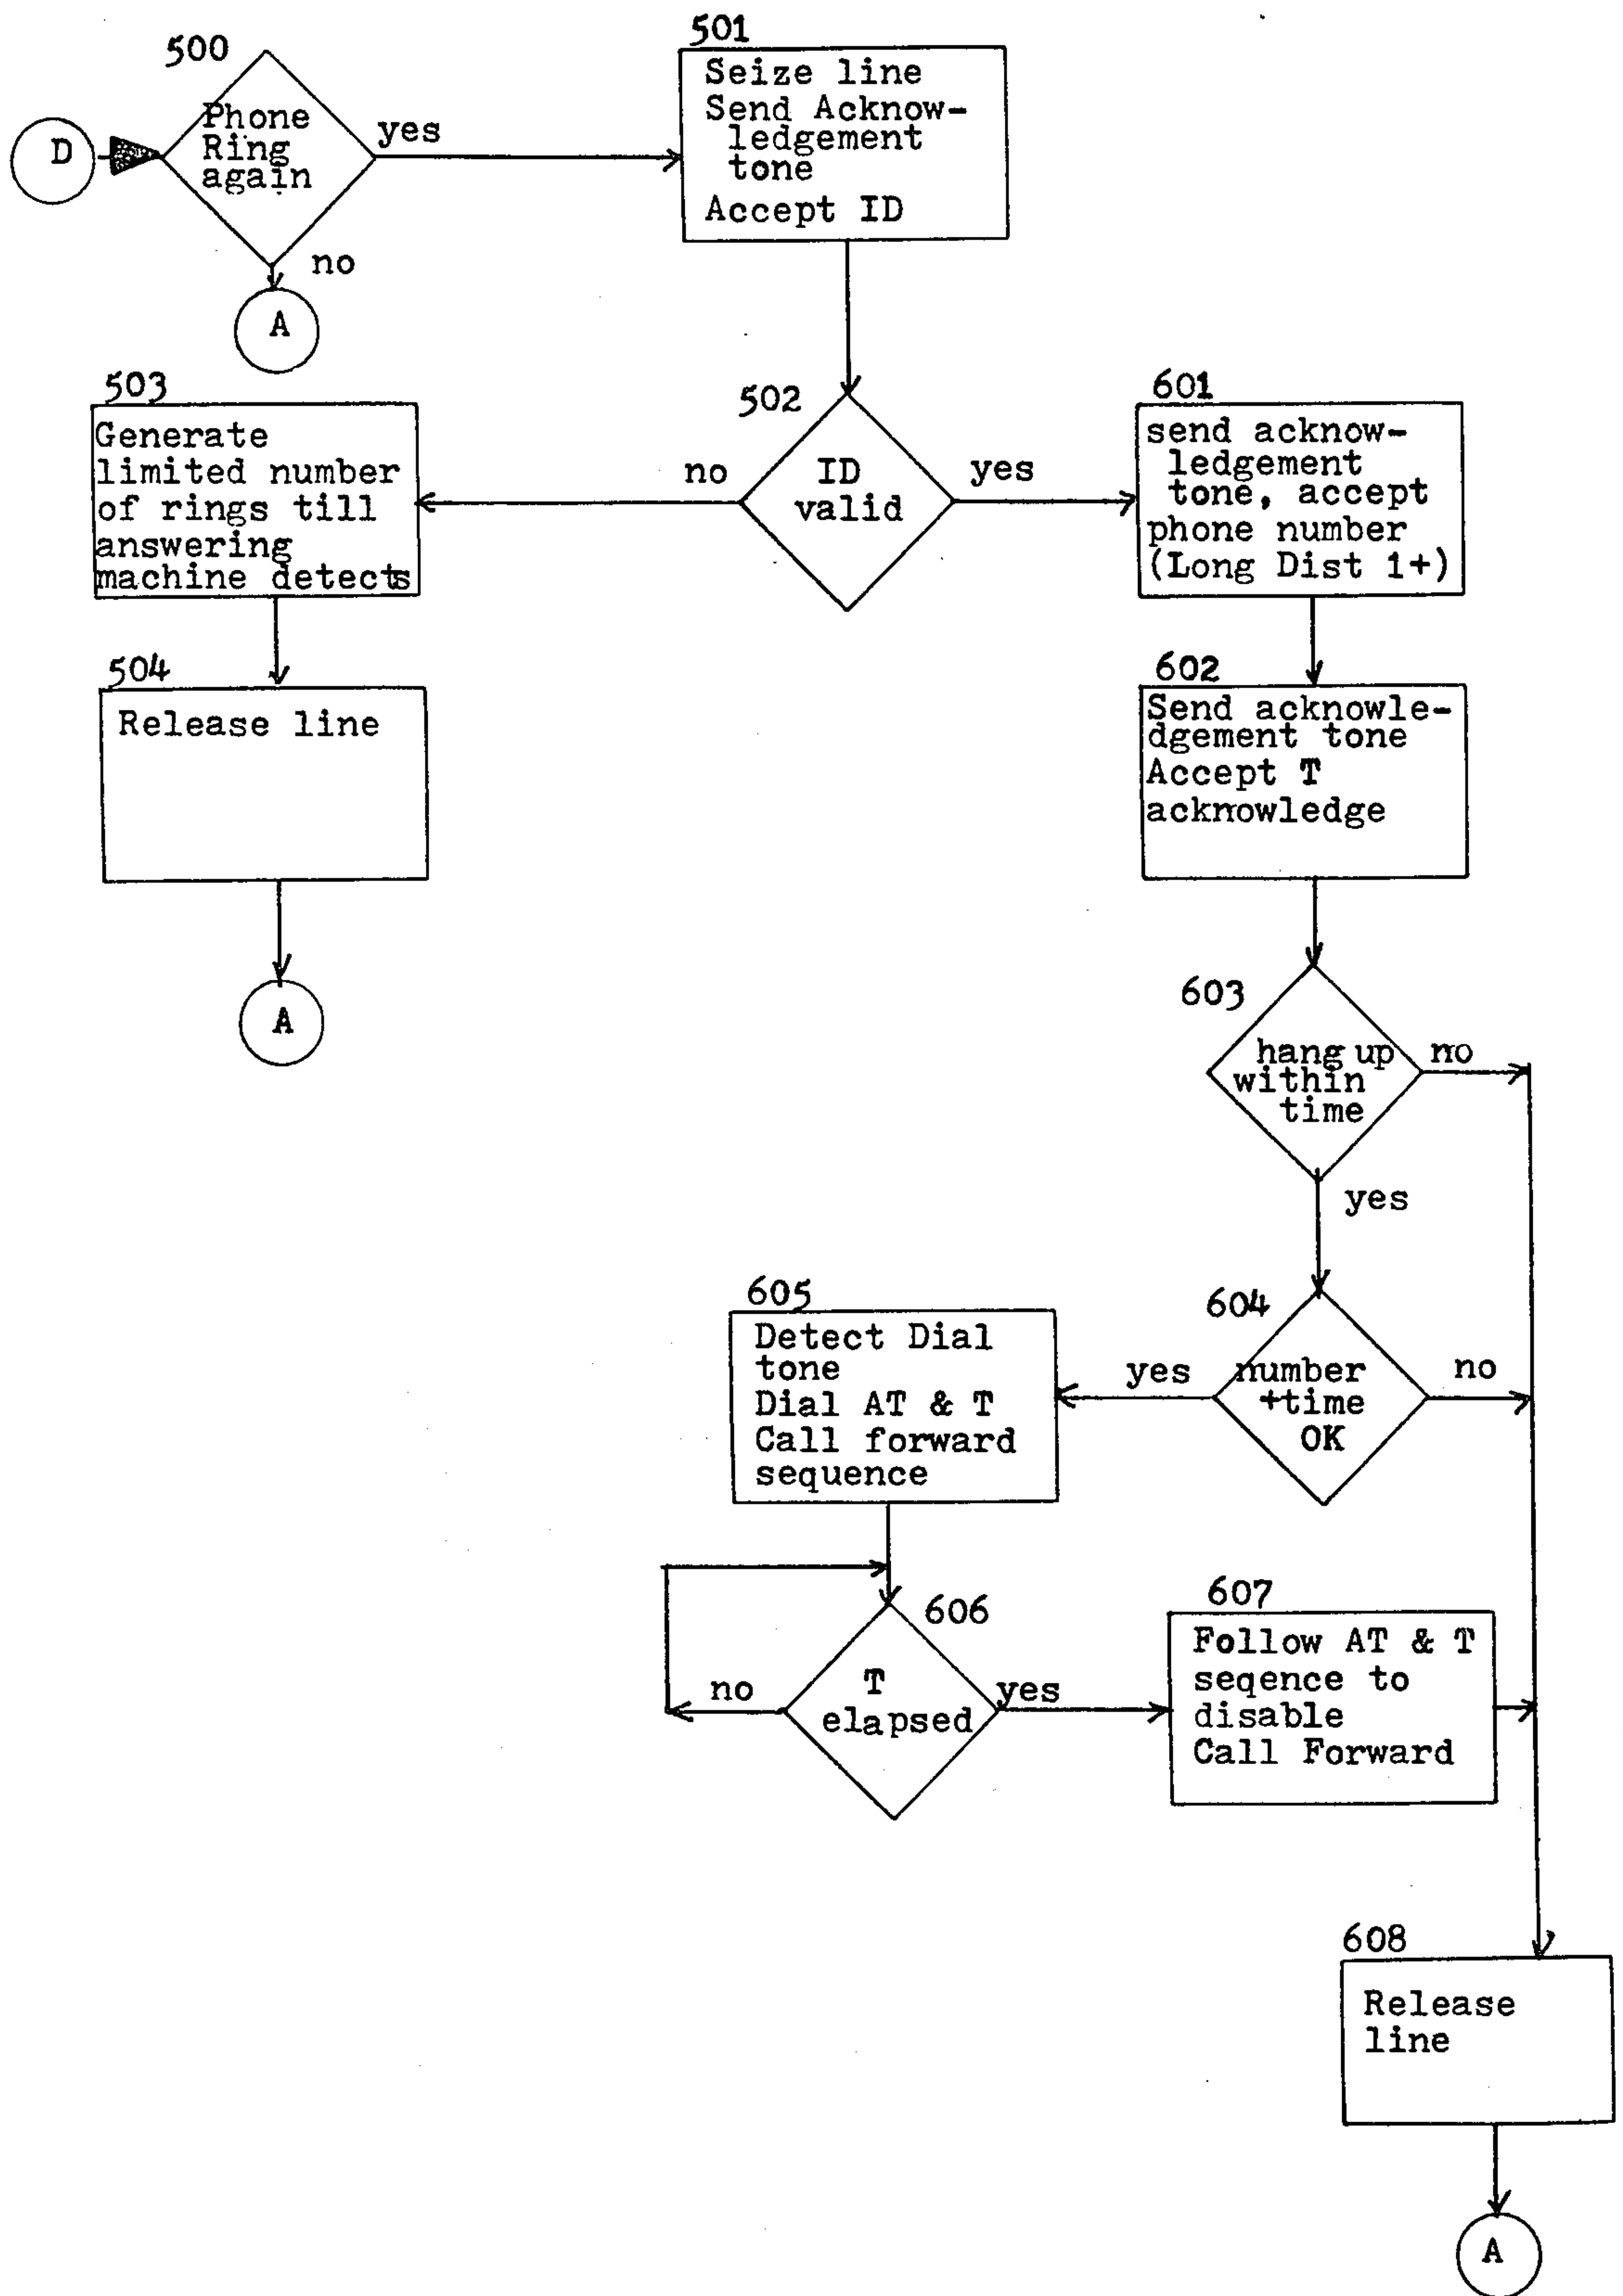 500
D
Phone
Ring
again
yes
no
A
501
Seize line
Send Acknow-
ledgement
tone
Accept ID
502
ID
valid
no
yes
503
Generate
limited number
of rings till
answering
machine detects
504
Release line
A
601
send acknow-
ledgement
tone, accept
phone number
(Long Dist 1+)
602
Send acknowle-
dgement tone
Accept T
acknowledge
603
hang up
within
time
no
yes
604
number
+time
OK
yes
no
605
Detect Dial
tone
Dial AT & T
Call forward
sequence
606
T
elapsed
no
yes
607
Follow AT & T
seqence to
disable
Call Forward
608
Release
line
A